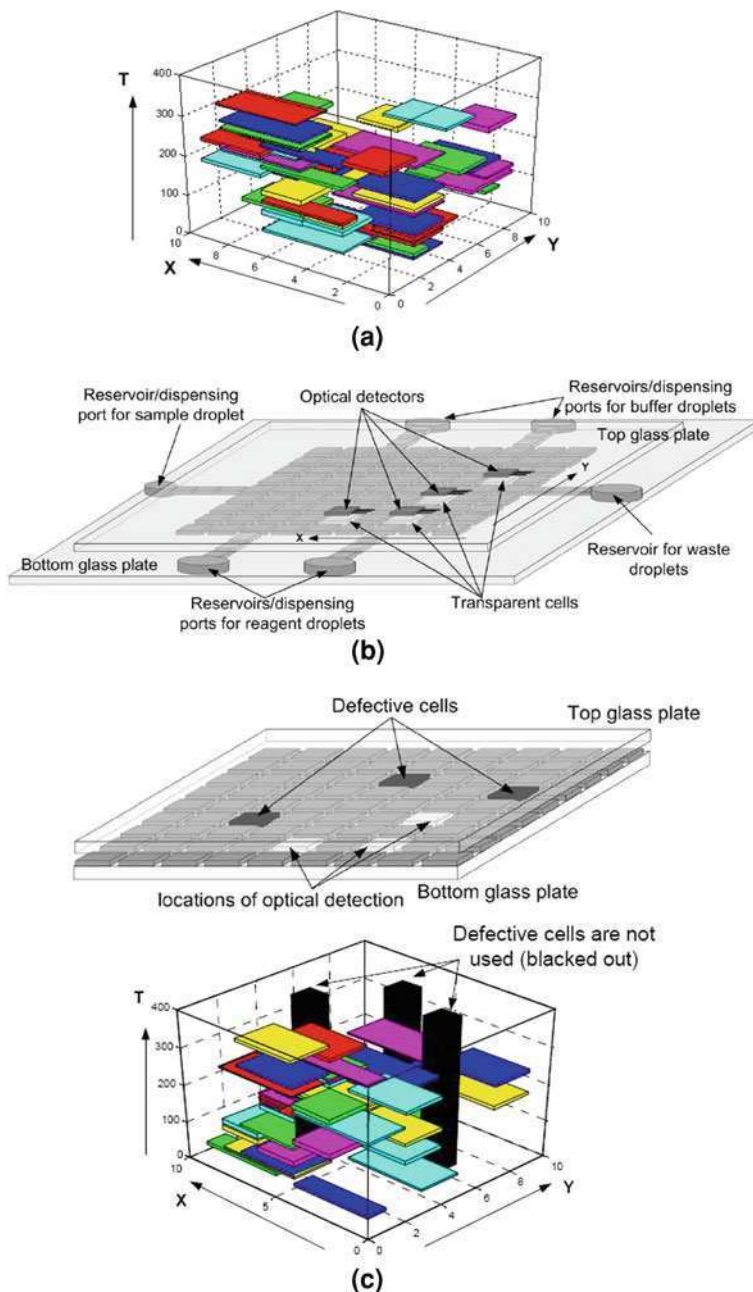 T
400
300
200
100
0
10
8
6
4
2
0
0
2
4
6
8
10
X
Y
(a)
Reservoir/dispensing
port for sample droplet
Optical detectors
Reservoirs/dispensing
ports for buffer droplets
Top glass plate
Y
X
Bottom glass plate
Reservoirs/dispensing
ports for reagent droplets
Transparent cells
Reservoir for waste
droplets
(b)
Defective cells
Top glass plate
locations of optical detection
Bottom glass plate
Defective cells are not
used (blacked out)
T
400
300
200
100
0
10
5
0
0
2
4
6
8
10
X
Y
(c)